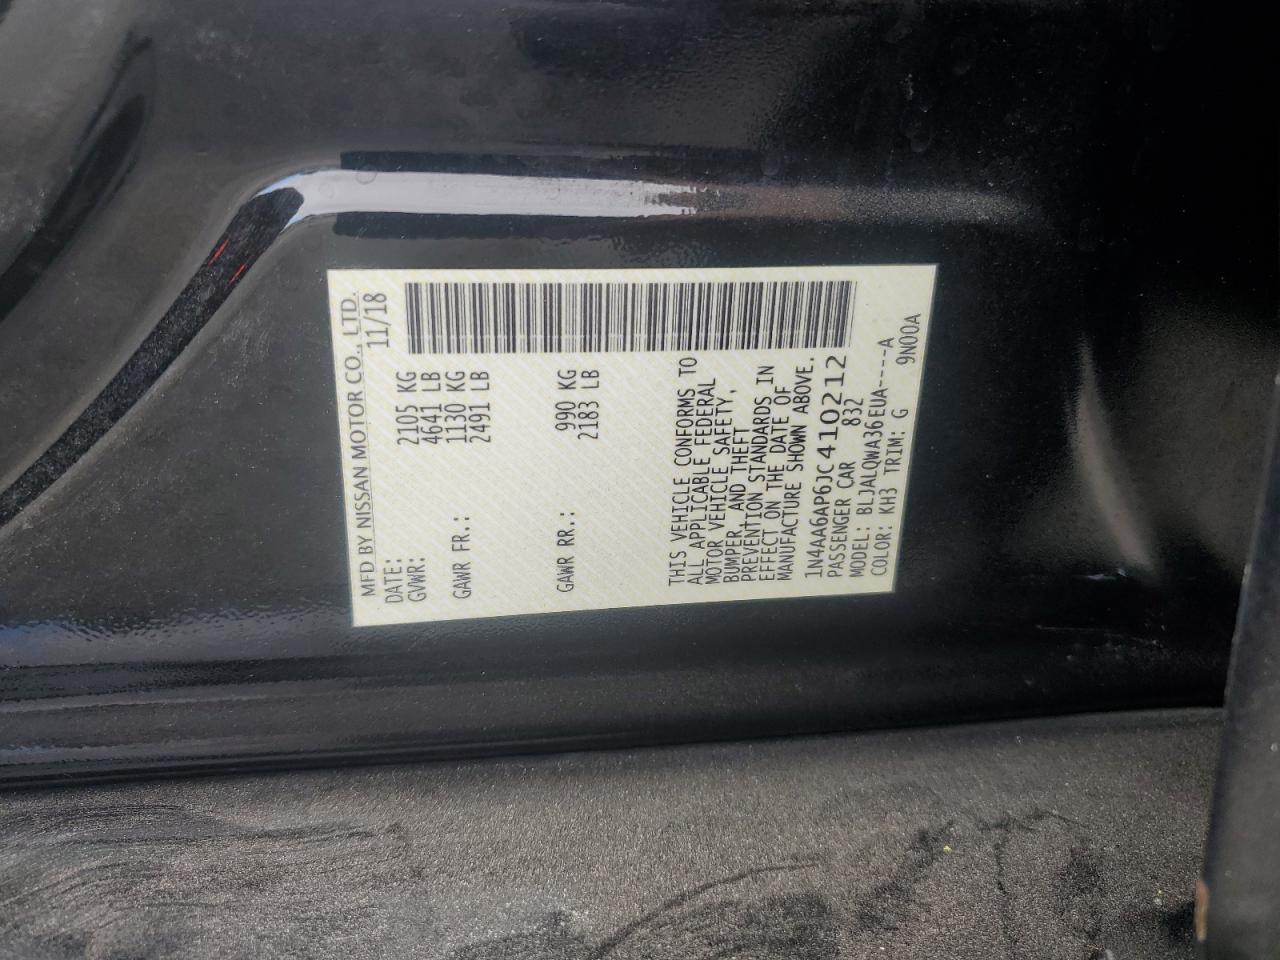 MFD BY NISSAN MOTOR CO., LTD.
DATE: 11/18
GVWR: 2105 KG
4641 LB
GAWR FR.: 1130 KG
2491 LB
GAWR RR.: 990 KG
2183 LB
THIS VEHICLE CONFORMS TO
ALL APPLICABLE FEDERAL
MOTOR VEHICLE SAFETY,
BUMPER, AND THEFT
PREVENTION STANDARDS IN
EFFECT ON THE DATE OF
MANUFACTURE SHOWN ABOVE.
1N4AA6AP6JC410212
PASSENGER CAR 832
MODEL: BLJALQWA36EUA----A
COLOR: KH3 TRIM: G 9N00A